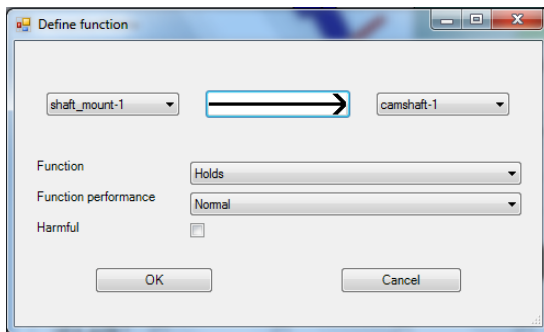 Define function
shaft_mount-1
camshaft-1
Function
Holds
Function performance
Normal
Harmful
OK
Cancel